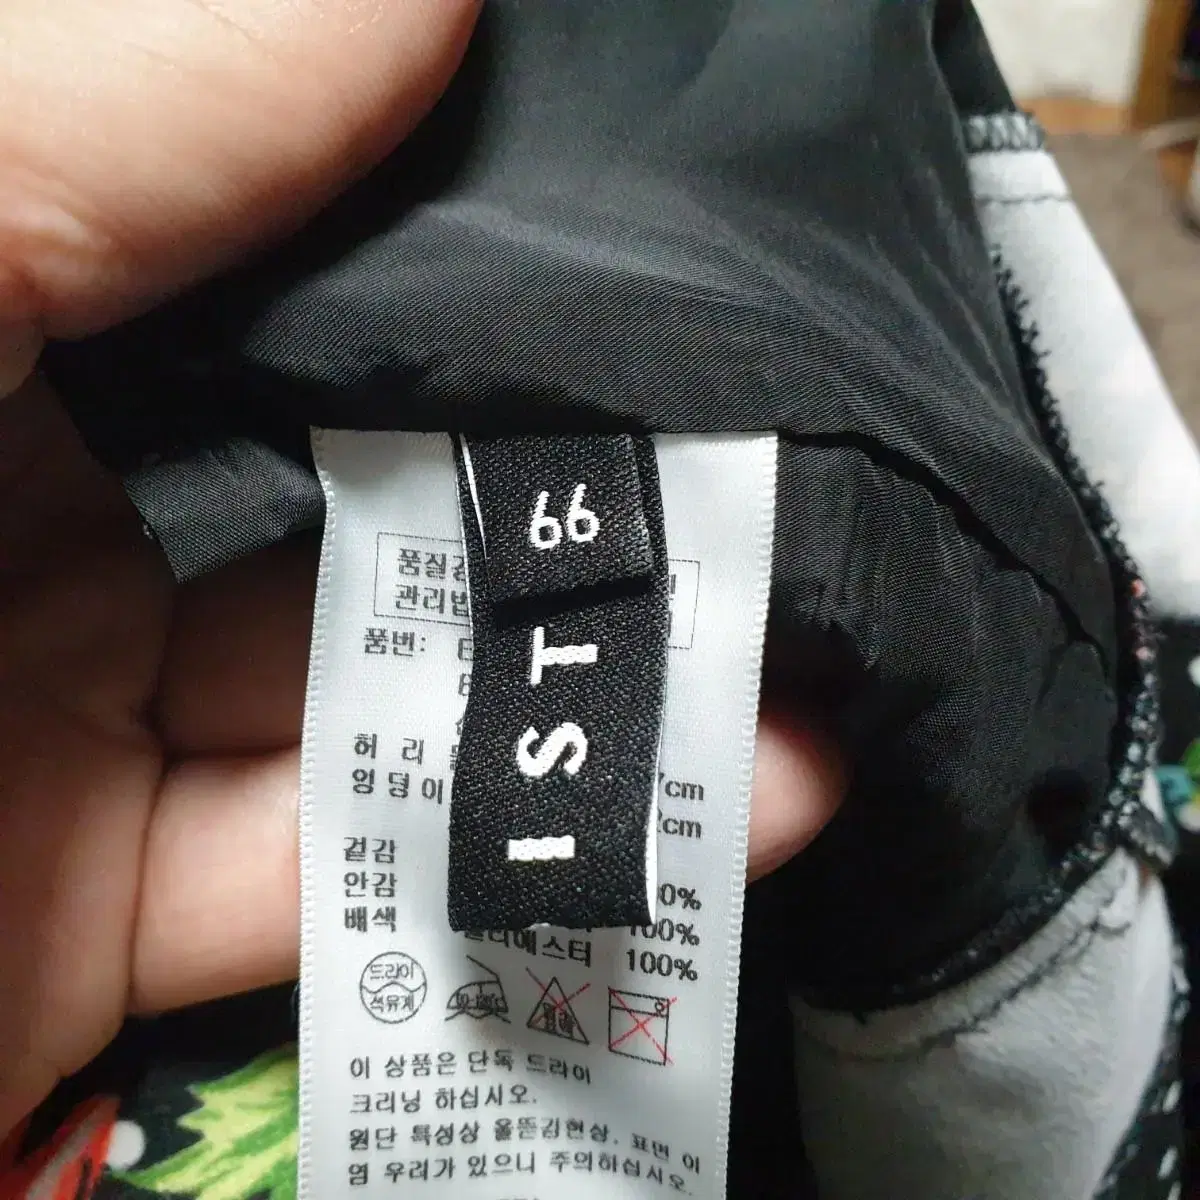 66
I S T
품질
관리법
품번:
허 리
엉덩이
7cm
2cm
겉감 0%
안감 100%
배색 폴리에스터 100%
드라이
석유계
이 상품은 단독 드라이
크리닝 하십시오.
원단 특성상 올뜯김현상, 표면 이
염 우려가 있으니 주의하십시오.